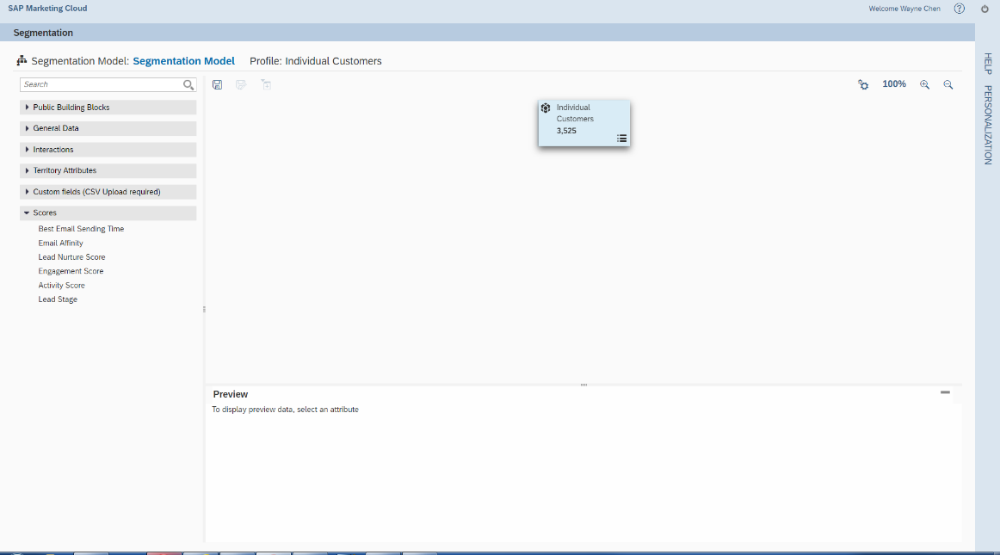 SAP Marketing Cloud
Welcome Wayne Chen
Segmentation
Segmentation Model: Segmentation Model Profile: Individual Customers
Search
100%
Public Building Blocks
General Data
Interactions
Territory Attributes
Custom fields (CSV Upload required)
Scores
Best Email Sending Time
Email Affinity
Lead Nurture Score
Engagement Score
Activity Score
Lead Stage
Individual
Customers
3,525
Preview
To display preview data, select an attribute
HELP
PERSONALIZATION